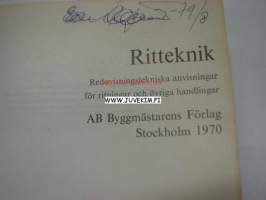 Ritteknik
Redovisningstekniska anvisningar
för ritningar och övriga handlingar
AB Byggmästarens Förlag
Stockholm 1970
WWW.JUVEKIM.FI